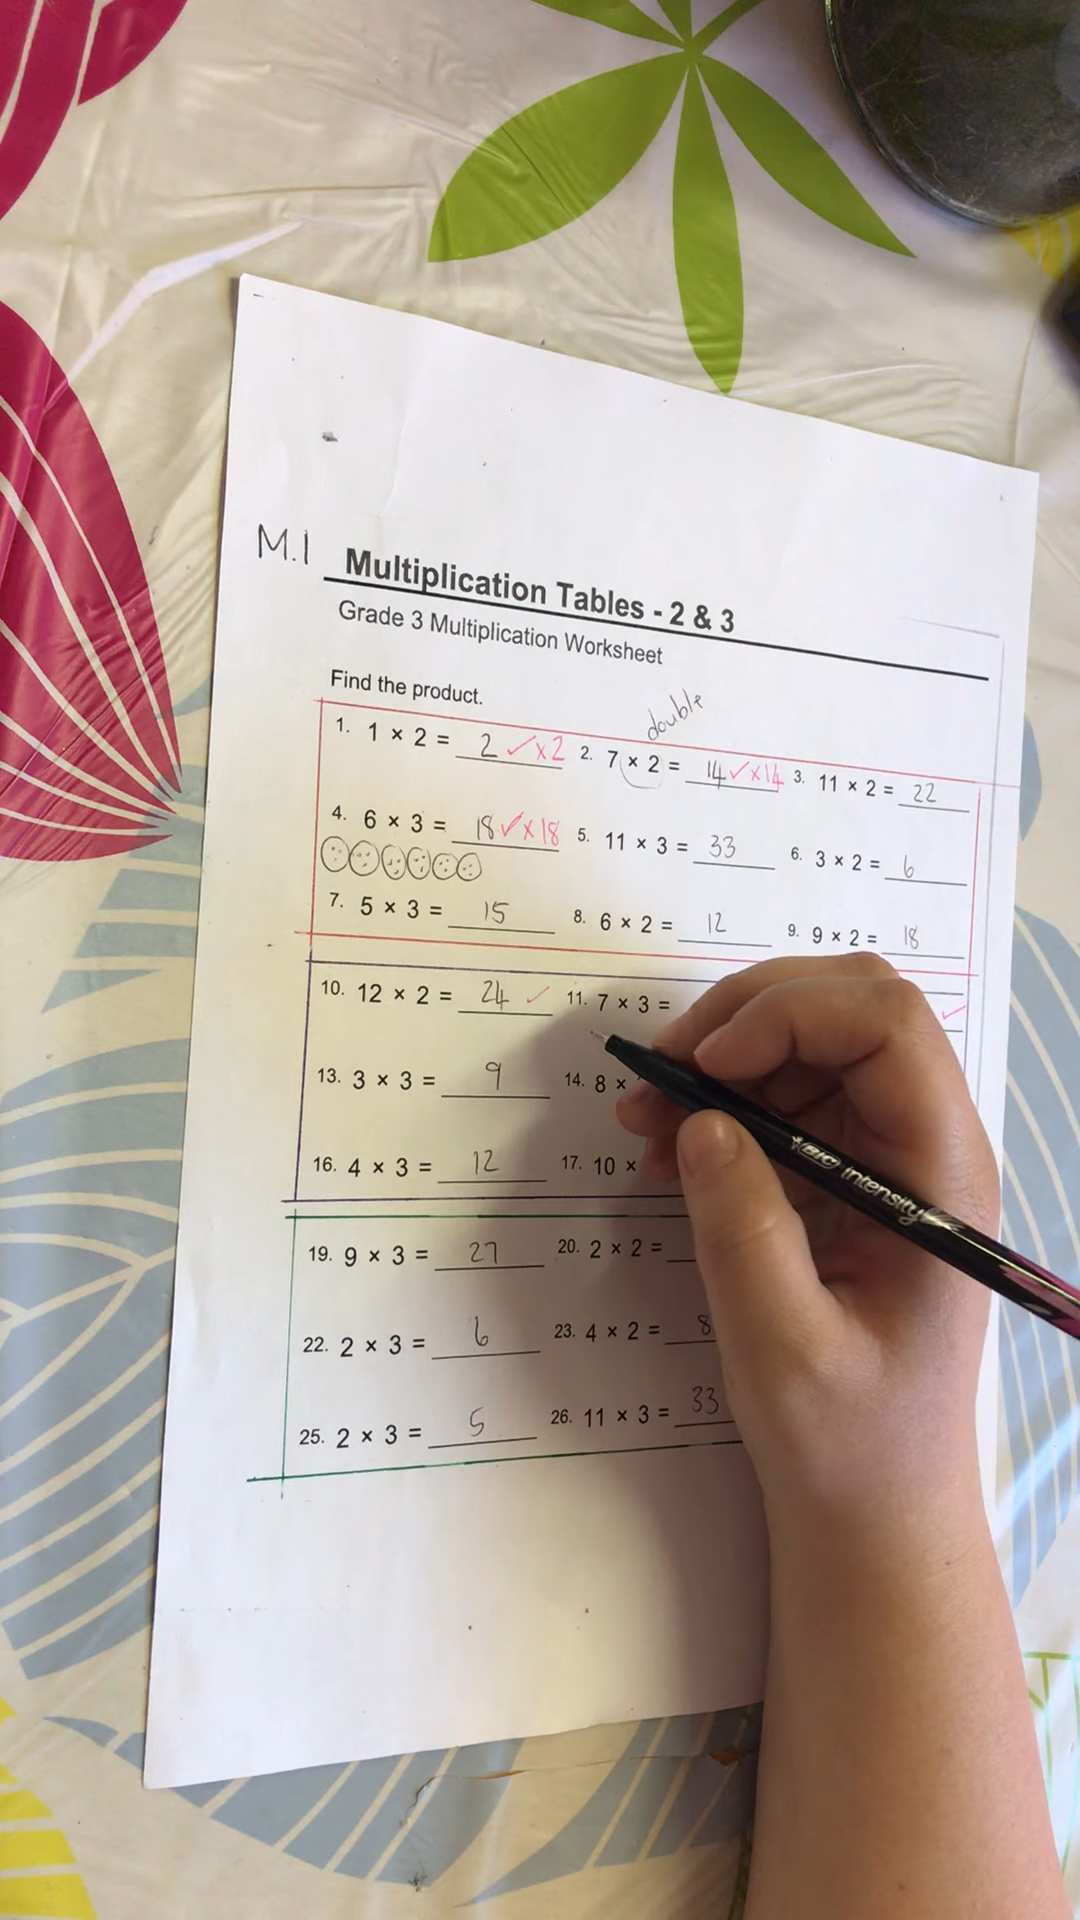 M.1 Multiplication Tables - 2 & 3
Grade 3 Multiplication Worksheet
Find the product.
double
1. 1 × 2 = 2 ✓ x2 2. 7 × 2 = 14 ✓ x14 3. 11 × 2 = 22
4. 6 × 3 = 18 ✓ x18 5. 11 × 3 = 33 6. 3 × 2 = 6
7. 5 × 3 = 15 8. 6 × 2 = 12 9. 9 × 2 = 18
10. 12 × 2 = 24 ✓ 11. 7 × 3 = ✓
13. 3 × 3 = 9 14. 8 ×
16. 4 × 3 = 12 17. 10 ×
19. 9 × 3 = 27 20. 2 × 2 =
22. 2 × 3 = 6 23. 4 × 2 = 8
25. 2 × 3 = 5 26. 11 × 3 = 33
BIC intensity